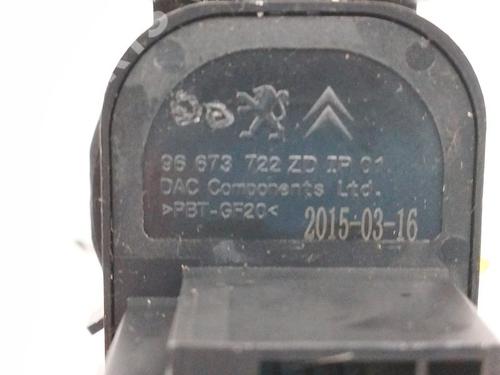 96 673 722 ZD IP 01
DAC Components Ltd.
>PBT-GF20<
2015-03-16